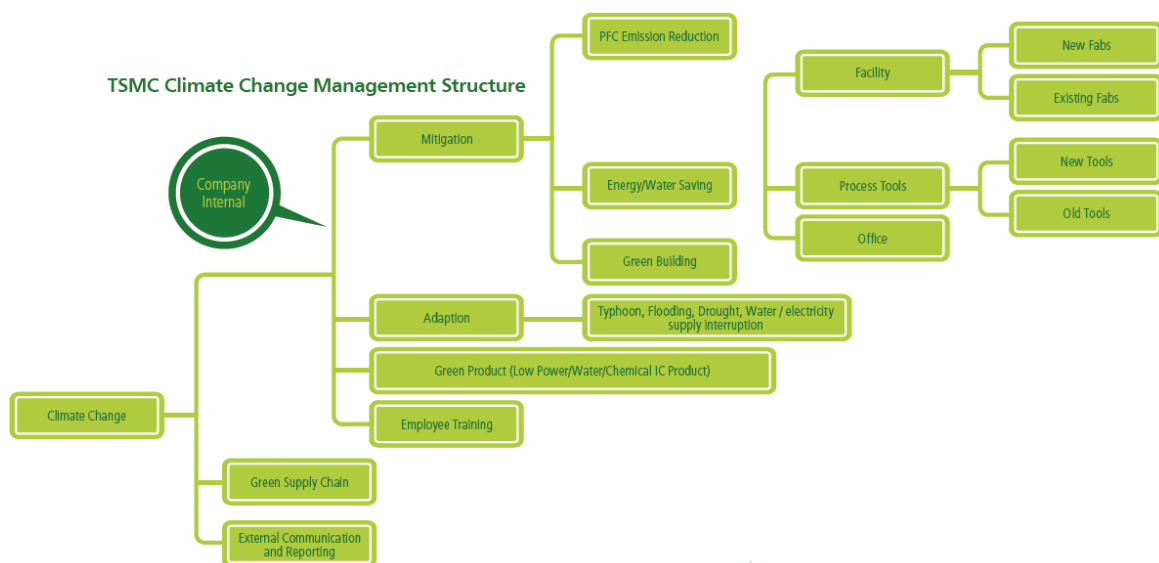 TSMC Climate Change Management Structure
Company
Internal
Climate Change
Mitigation
PFC Emission Reduction
Energy/Water Saving
Green Building
Facility
New Fabs
Existing Fabs
Process Tools
New Tools
Old Tools
Office
Adaption
Typhoon, Flooding, Drought, Water / electricity
supply interruption
Green Product (Low Power/Water/Chemical IC Product)
Employee Training
Green Supply Chain
External Communication
and Reporting